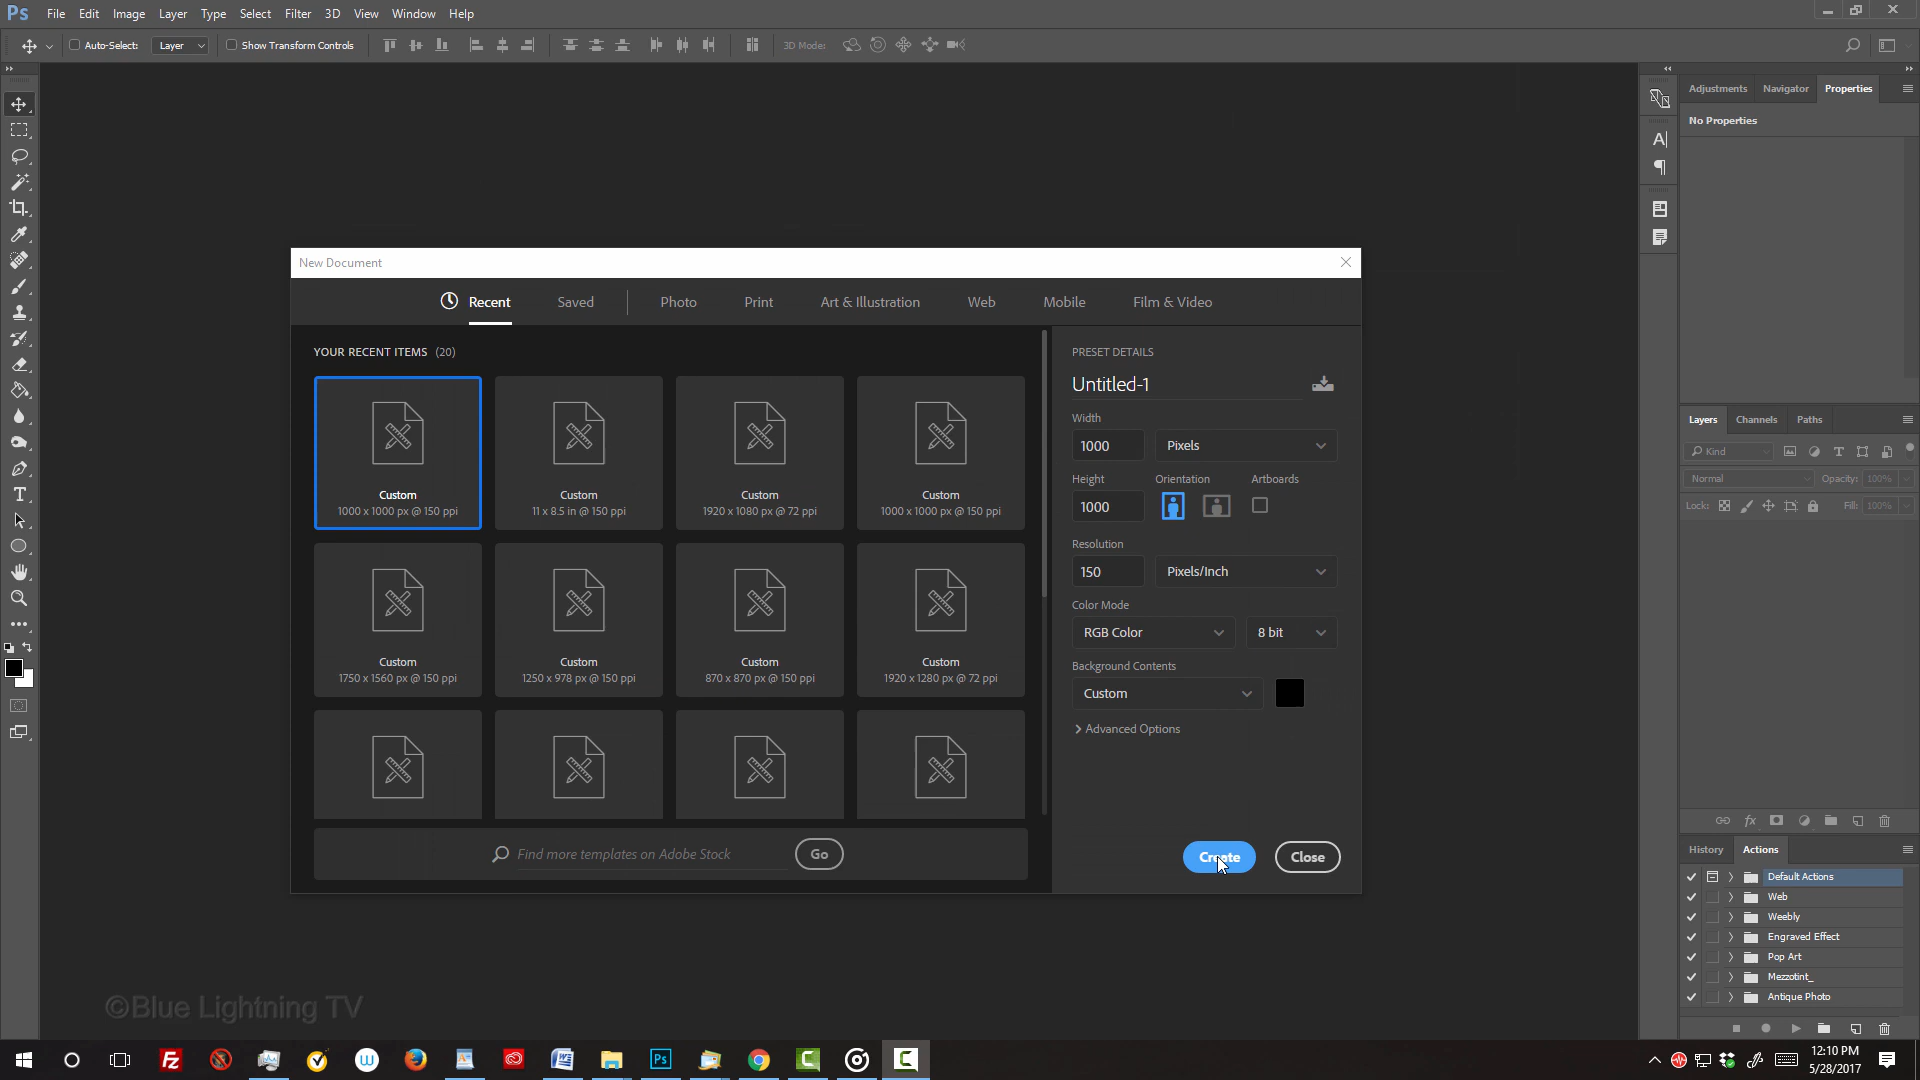 Ps File Edit Image Layer Type Select Filter 3D View Window Help
Auto-Select: Layer Show Transform Controls 3D Mode:
Adjustments Navigator Properties
No Properties
New Document
Recent Saved Photo Print Art & Illustration Web Mobile Film & Video
YOUR RECENT ITEMS (20)
Custom
1000 x 1000 px @ 150 ppi
Custom
11 x 8.5 in @ 150 ppi
Custom
1920 x 1080 px @ 72 ppi
Custom
1000 x 1000 px @ 150 ppi
Custom
1750 x 1560 px @ 150 ppi
Custom
1250 x 978 px @ 150 ppi
Custom
870 x 870 px @ 150 ppi
Custom
1920 x 1280 px @ 72 ppi
Find more templates on Adobe Stock Go
PRESET DETAILS
Untitled-1
Width
1000 Pixels
Height Orientation Artboards
1000
Resolution
150 Pixels/Inch
Color Mode
RGB Color 8 bit
Background Contents
Custom
Advanced Options
Create Close
Layers Channels Paths
Kind
Normal Opacity: 100%
Lock: Fill: 100%
History Actions
Default Actions
Web
Weebly
Engraved Effect
Pop Art
Mezzotint_
Antique Photo
©Blue Lightning TV
12:10 PM
5/28/2017